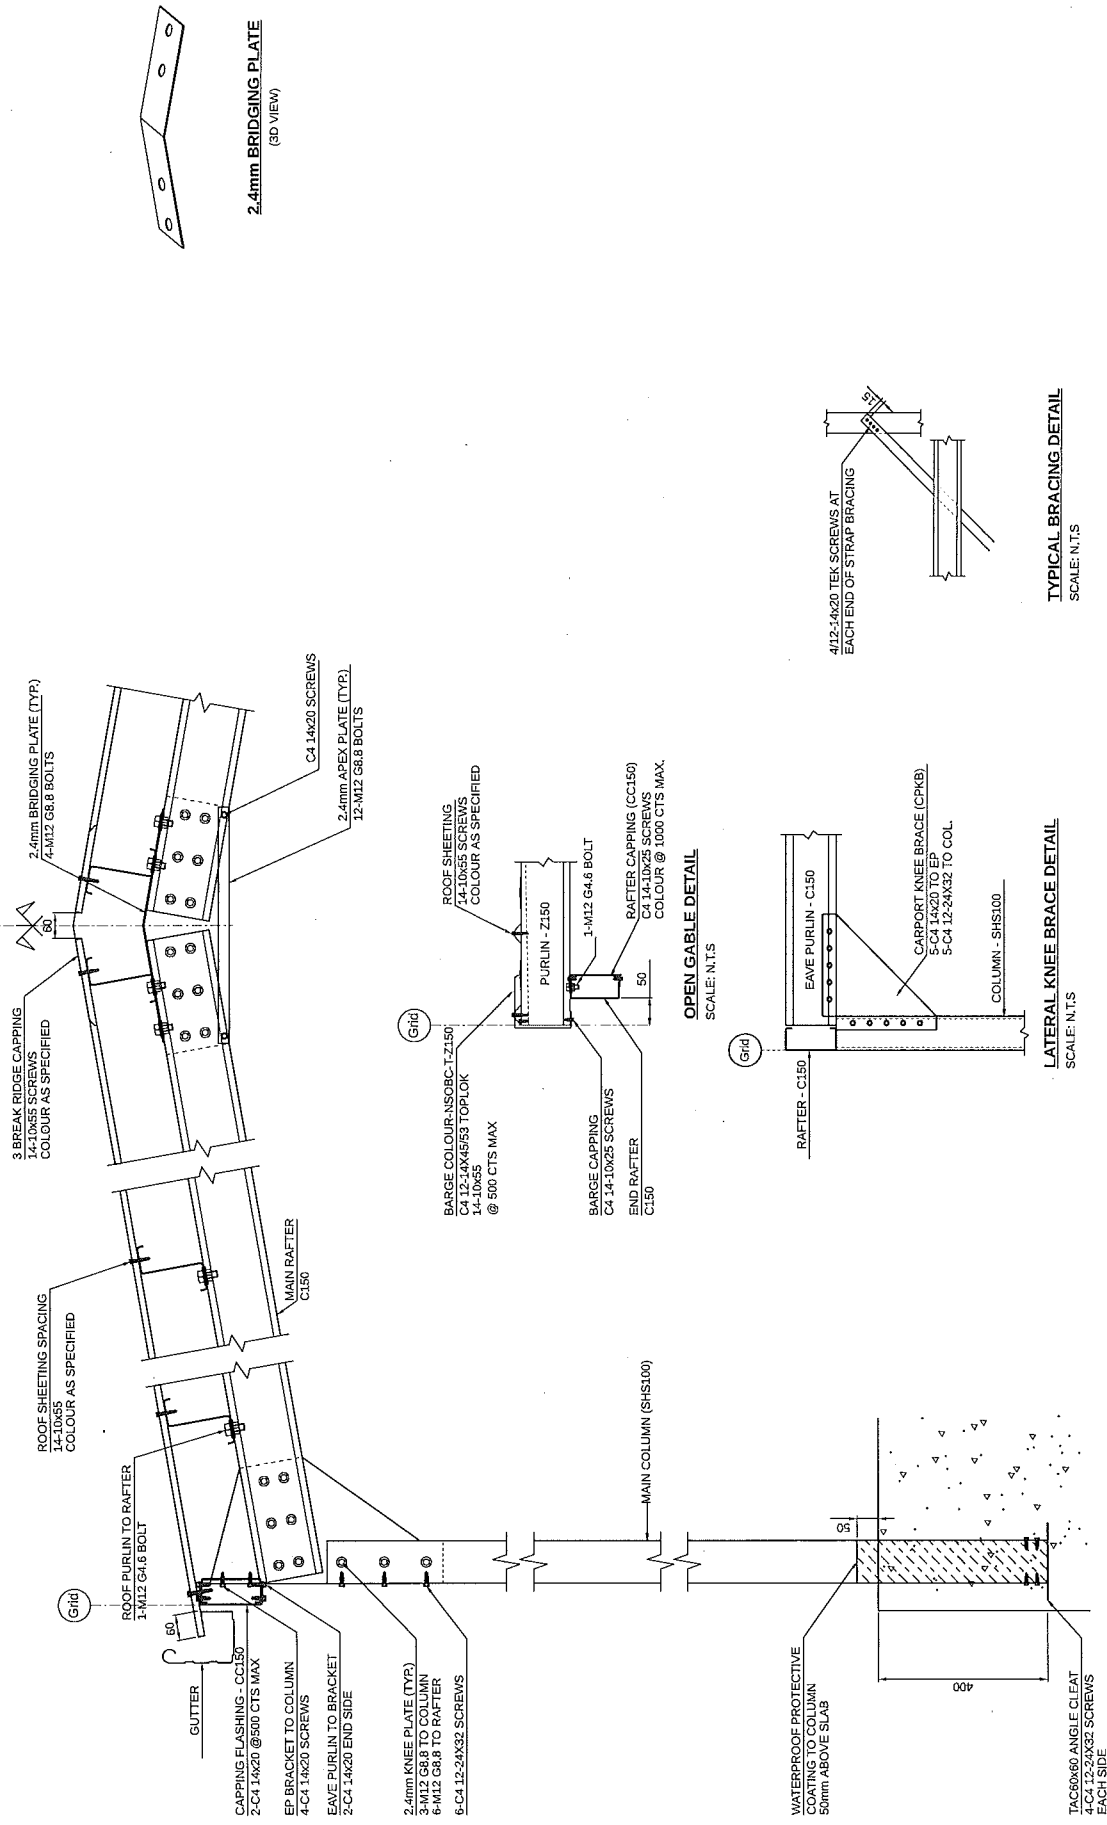 2.4mm BRIDGING PLATE
(3D VIEW)
3 BREAK RIDGE CAPPING
14-10x55 SCREWS
COLOUR AS SPECIFIED
60
2.4mm BRIDGING PLATE (TYP.)
4-M12 G8.8 BOLTS
C4 14x20 SCREWS
2.4mm APEX PLATE (TYP.)
12-M12 G8.8 BOLTS
ROOF SHEETING SPACING
14-10x55
COLOUR AS SPECIFIED
MAIN RAFTER
C150
ROOF PURLIN TO RAFTER
1-M12 G4.6 BOLT
Grid
60
GUTTER
CAPPING FLASHING - CC150
2-C4 14x20 @500 CTS MAX
EP BRACKET TO COLUMN
4-C4 14x20 SCREWS
EAVE PURLIN TO BRACKET
2-C4 14x20 END SIDE
2.4mm KNEE PLATE (TYP.)
3-M12 G8.8 TO COLUMN
6-M12 G8.8 TO RAFTER
6-C4 12-24X32 SCREWS
MAIN COLUMN (SHS100)
WATERPROOF PROTECTIVE
COATING TO COLUMN
50mm ABOVE SLAB
50
400
TAC60x60 ANGLE CLEAT
4-C4 12-24X32 SCREWS
EACH SIDE
Grid
BARGE COLOUR-NSOBC-T-Z150
C4 12-14X45/53 TOPLOK
14-10x55
@ 500 CTS MAX
ROOF SHEETING
14-10x55 SCREWS
COLOUR AS SPECIFIED
PURLIN - Z150
1-M12 G4.6 BOLT
RAFTER CAPPING (CC150)
C4 14-10x25 SCREWS
COLOUR @ 1000 CTS MAX.
50
BARGE CAPPING
C4 14-10x25 SCREWS
END RAFTER
C150
OPEN GABLE DETAIL
SCALE: N.T.S
Grid
RAFTER - C150
EAVE PURLIN - C150
CARPORT KNEE BRACE (CPKB)
5-C4 14x20 TO EP
5-C4 12-24X32 TO COL.
COLUMN - SHS100
LATERAL KNEE BRACE DETAIL
SCALE: N.T.S
4/12-14x20 TEK SCREWS AT
EACH END OF STRAP BRACING
15
TYPICAL BRACING DETAIL
SCALE: N.T.S